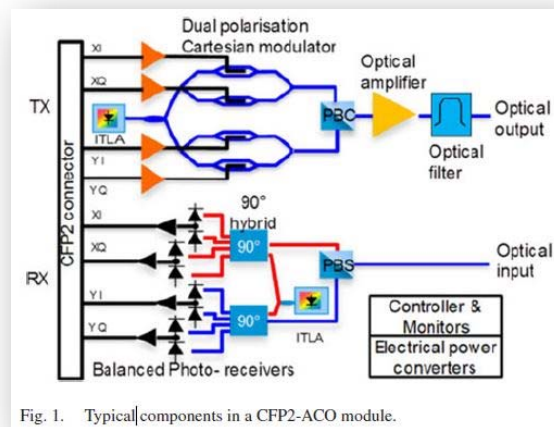 Dual polarisation
Cartesian modulator
XI
XQ
TX
ITLA
YI
YQ
Optical
amplifier
PBC
Optical
output
Optical
filter
CFP2 connector
90°
hybrid
XI
XQ
RX
YI
YQ
90°
90°
PBS
Optical
input
ITLA
Controller &
Monitors
Electrical power
converters
Balanced Photo- receivers
Fig. 1. Typical components in a CFP2-ACO module.